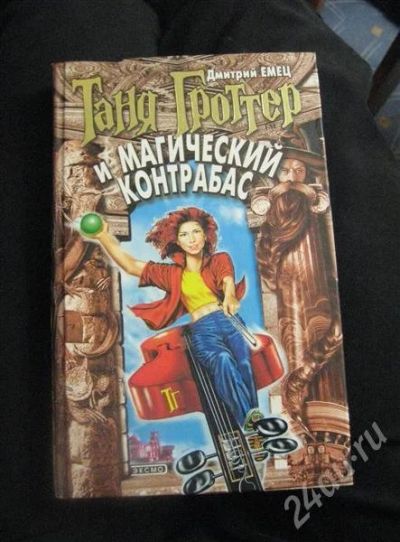 Дмитрий ЕМЕЦ
ТАНЯ ГРОТТЕР
И МАГИЧЕСКИЙ
КОНТРАБАС
ТГ
ЭКСМО
24au.ru